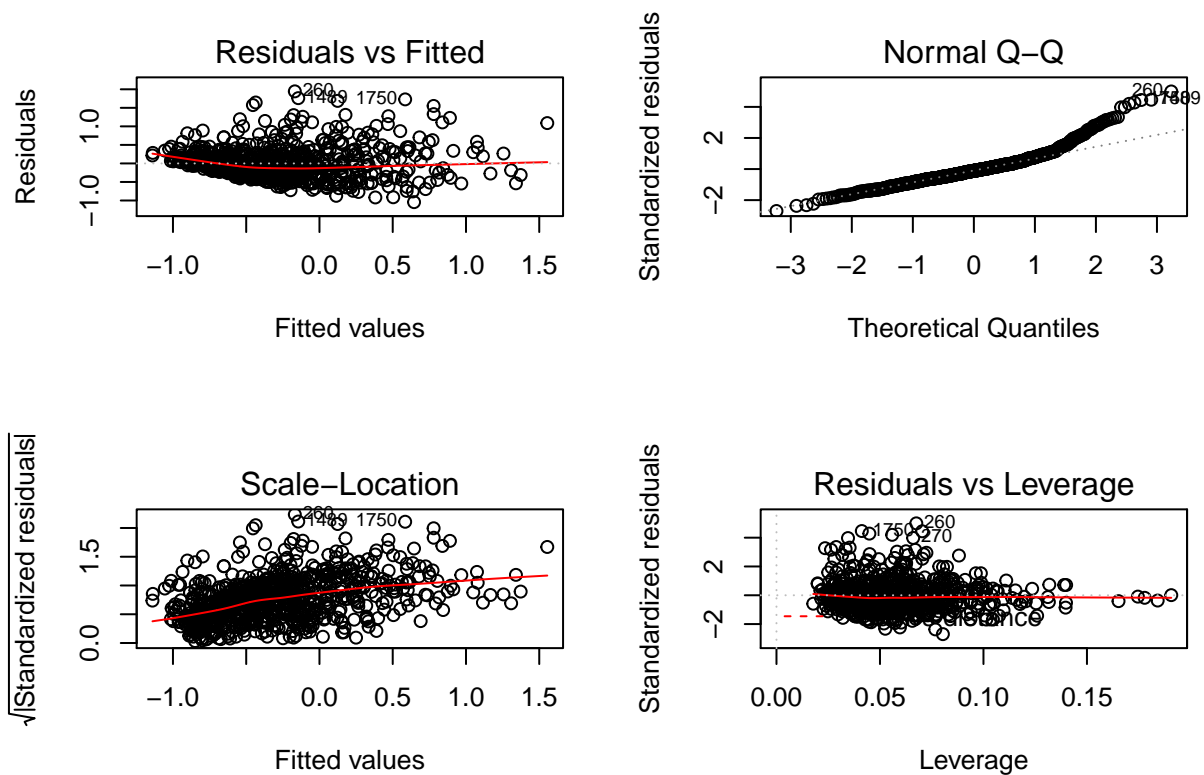 Residuals vs Fitted
Residuals
1.0
−1.0
260
1489
1750
−1.0 0.0 0.5 1.0 1.5
Fitted values
Normal Q−Q
Standardized residuals
2
−2
260
−3 −2 −1 0 1 2 3
Theoretical Quantiles
Scale−Location
√|Standardized residuals|
1.5
0.0
260
1489
1750
−1.0 0.0 0.5 1.0 1.5
Fitted values
Residuals vs Leverage
Standardized residuals
2
−2
1750
260
270
distance
0.00 0.05 0.10 0.15
Leverage